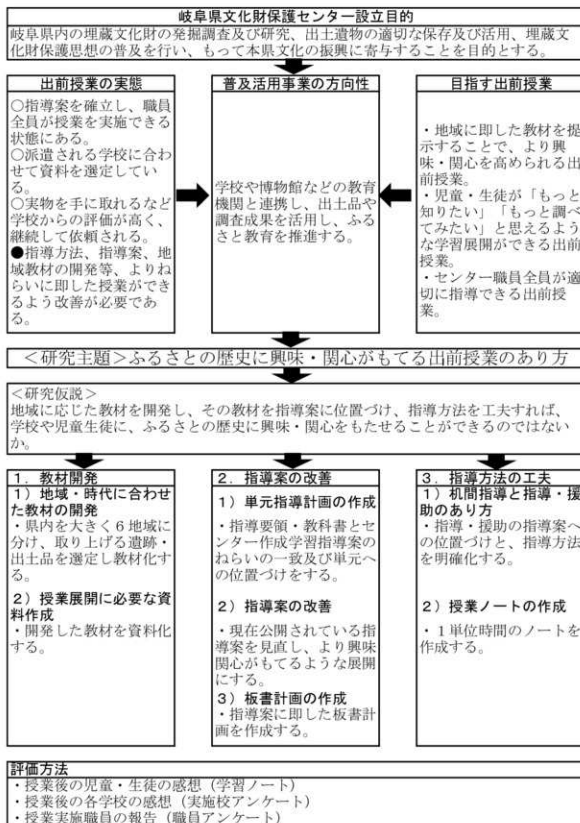 岐阜県文化財保護センター設立目的
岐阜県内の埋蔵文化財の発掘調査及び研究、出土遺物の適切な保存及び活用、埋蔵文
化財保護思想の普及を行い、もって本県文化の振興に寄与することを目的とする。
出前授業の実態
○指導案を確立し、職員
全員が授業を実施できる
状態にある。
○派遣される学校に合わ
せて資料を選定してい
る。
○実物を手に取れるなど
学校からの評価が高く、
継続して依頼される。
●指導方法、指導案、地
域教材の開発等、よりね
らいに即した授業ができ
るよう改善が必要であ
る。
普及活用事業の方向性
学校や博物館などの教育
機関と連携し、出土品や
調査成果を活用し、ふる
さと教育を推進する。
目指す出前授業
・地域に即した教材を提
示することで、より興
味・関心を高められる出
前授業。
・児童・生徒が「もっと
知りたい」「もっと調べ
てみたい」と思えるよう
な学習展開ができる出前
授業。
・センター職員全員が適
切に指導できる出前授
業。
＜研究主題＞ふるさとの歴史に興味・関心がもてる出前授業のあり方
＜研究仮説＞
地域に応じた教材を開発し、その教材を指導案に位置づけ、指導方法を工夫すれば、
学校や児童生徒に、ふるさとの歴史に興味・関心をもたせることができるのではない
か。
１．教材開発
１）地域・時代に合わせ
た教材の開発
・県内を大きく６地域に
分け、取り上げる遺跡・
出土品を選定し教材化す
る。
２）授業展開に必要な資
料作成
・開発した教材を資料化
する。
２．指導案の改善
１）単元指導計画の作成
・指導要領・教科書とセ
ンター作成学習指導案の
ねらいの一致及び単元へ
の位置づけをする。
２）指導案の改善
・現在公開されている指
導案を見直し、より興味
関心がもてるような展開
にする。
３）板書計画の作成
・指導案に即した板書計
画を作成する。
３．指導方法の工夫
１）机間指導と指導・援
助のあり方
・指導・援助の指導案へ
の位置づけと、指導方法
を明確化する。
２）授業ノートの作成
・１単位時間のノートを
作成する。
評価方法
・授業後の児童・生徒の感想（学習ノート）
・授業後の各学校の感想（実施校アンケート）
・授業実施職員の報告（職員アンケート）